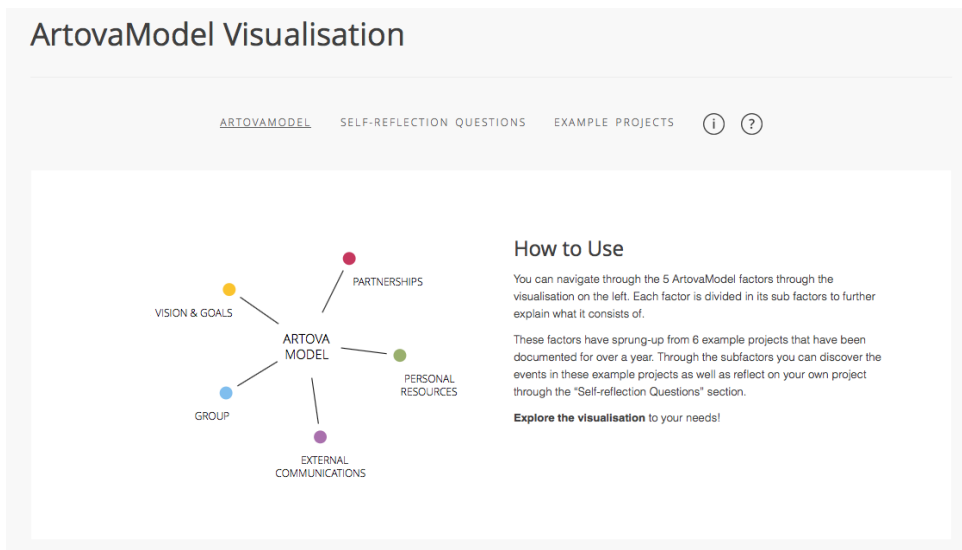 ArtovaModel Visualisation
ARTOVAMODEL SELF-REFLECTION QUESTIONS EXAMPLE PROJECTS i ?
PARTNERSHIPS
VISION & GOALS
ARTOVA
MODEL
PERSONAL
RESOURCES
GROUP
EXTERNAL
COMMUNICATIONS
How to Use
You can navigate through the 5 ArtovaModel factors through the
visualisation on the left. Each factor is divided in its sub factors to further
explain what it consists of.
These factors have sprung-up from 6 example projects that have been
documented for over a year. Through the subfactors you can discover the
events in these example projects as well as reflect on your own project
through the "Self-reflection Questions" section.
Explore the visualisation to your needs!